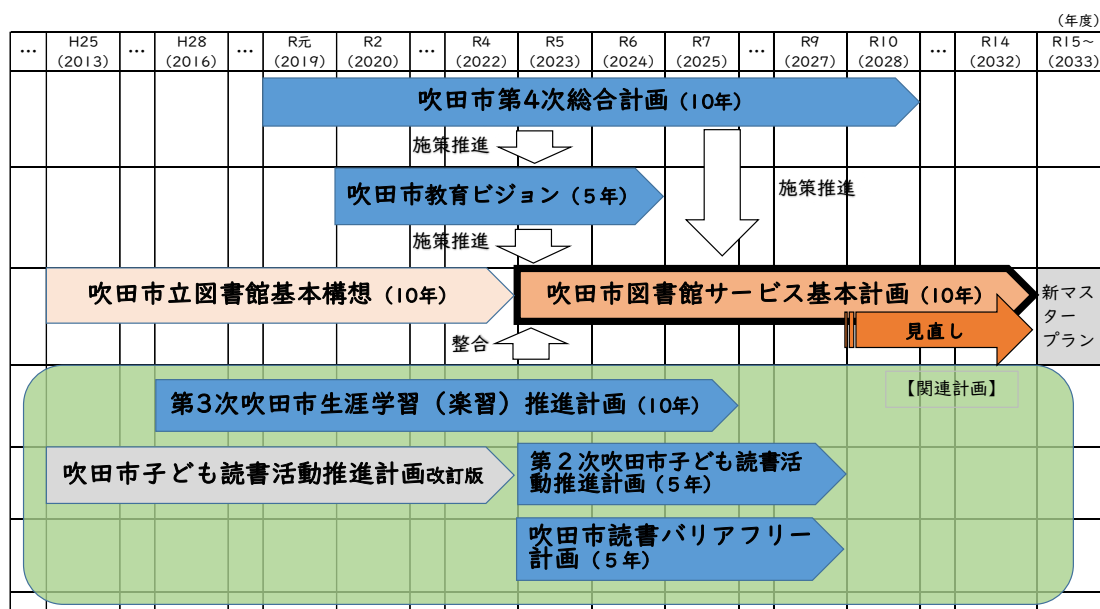 （年度）
… H25 … H28 … R元 R2 … R4 R5 R6 R7 … R9 R10 … R14 R15～
(2013) (2016) (2019) (2020) (2022) (2023) (2024) (2025) (2027) (2028) (2032) (2033)
吹田市第4次総合計画（10年）
施策推進
吹田市教育ビジョン（５年）
施策推進
施策推進
吹田市立図書館基本構想（10年）
吹田市図書館サービス基本計画（10年）
新マス
ター
プラン
見直し
整合
【関連計画】
第3次吹田市生涯学習（楽習）推進計画（10年）
吹田市子ども読書活動推進計画改訂版
第２次吹田市子ども読書活
動推進計画（５年）
吹田市読書バリアフリー
計画（５年）